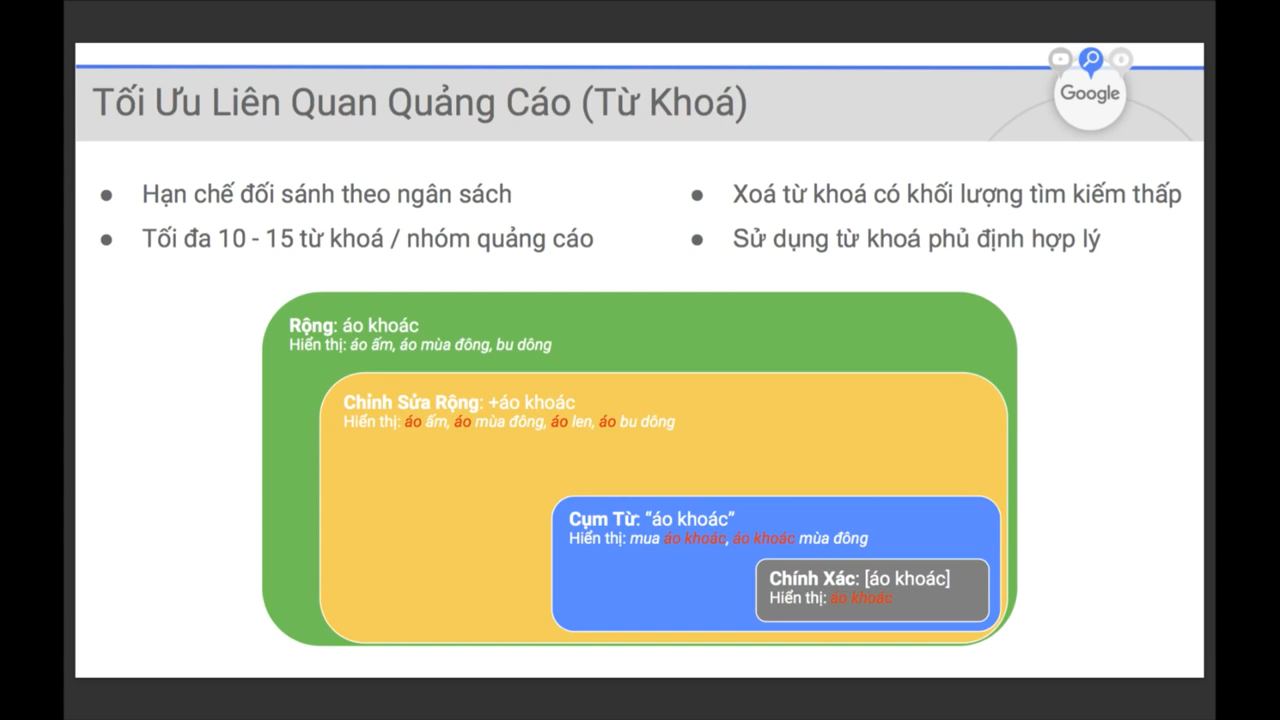 Tối Ưu Liên Quan Quảng Cáo (Từ Khoá)
Google
● Hạn chế đối sánh theo ngân sách
● Tối đa 10 - 15 từ khoá / nhóm quảng cáo
● Xoá từ khoá có khối lượng tìm kiếm thấp
● Sử dụng từ khoá phủ định hợp lý
Rộng: áo khoác
Hiển thị: áo ấm, áo mùa đông, bu dông
Chỉnh Sửa Rộng: +áo khoác
Hiển thị: áo ấm, áo mùa đông, áo len, áo bu dông
Cụm Từ: “áo khoác”
Hiển thị: mua áo khoác, áo khoác mùa đông
Chính Xác: [áo khoác]
Hiển thị: áo khoác